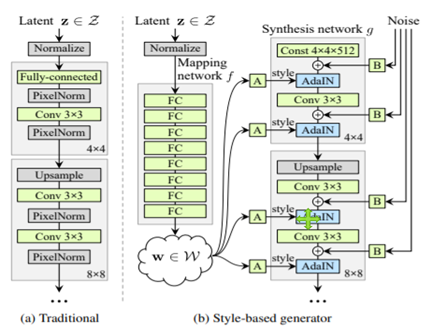 Latent z ∈ Z
Normalize
Fully-connected
PixelNorm
Conv 3×3
PixelNorm
4×4
Upsample
Conv 3×3
PixelNorm
Conv 3×3
PixelNorm
8×8
...
(a) Traditional
Latent z ∈ Z
Normalize
Mapping
network f
FC
FC
FC
FC
FC
FC
FC
FC
w ∈ W
Synthesis network g
Noise
Const 4×4×512
B
A
style
AdaIN
Conv 3×3
B
A
style
AdaIN
4×4
Upsample
Conv 3×3
B
A
style
AdaIN
Conv 3×3
B
A
style
AdaIN
8×8
...
(b) Style-based generator